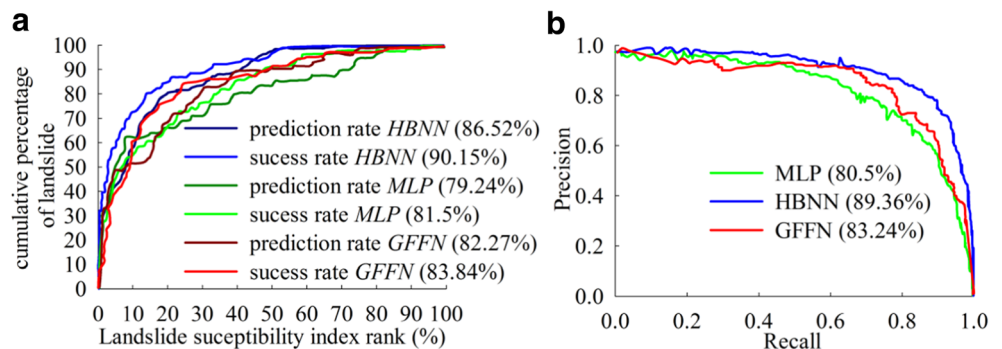 a
cumulative percentage
of landslide
100
90
80
70
60
50
40
30
20
10
0
prediction rate HBNN (86.52%)
sucess rate HBNN (90.15%)
prediction rate MLP (79.24%)
success rate MLP (81.5%)
prediction rate GFFN (82.27%)
sucess rate GFFN (83.84%)
0 10 20 30 40 50 60 70 80 90 100
Landslide suceptibility index rank (%)
b
Precision
1.0
0.8
0.6
0.4
0.2
0.0
MLP (80.5%)
HBNN (89.36%)
GFFN (83.24%)
0.0 0.2 0.4 0.6 0.8 1.0
Recall